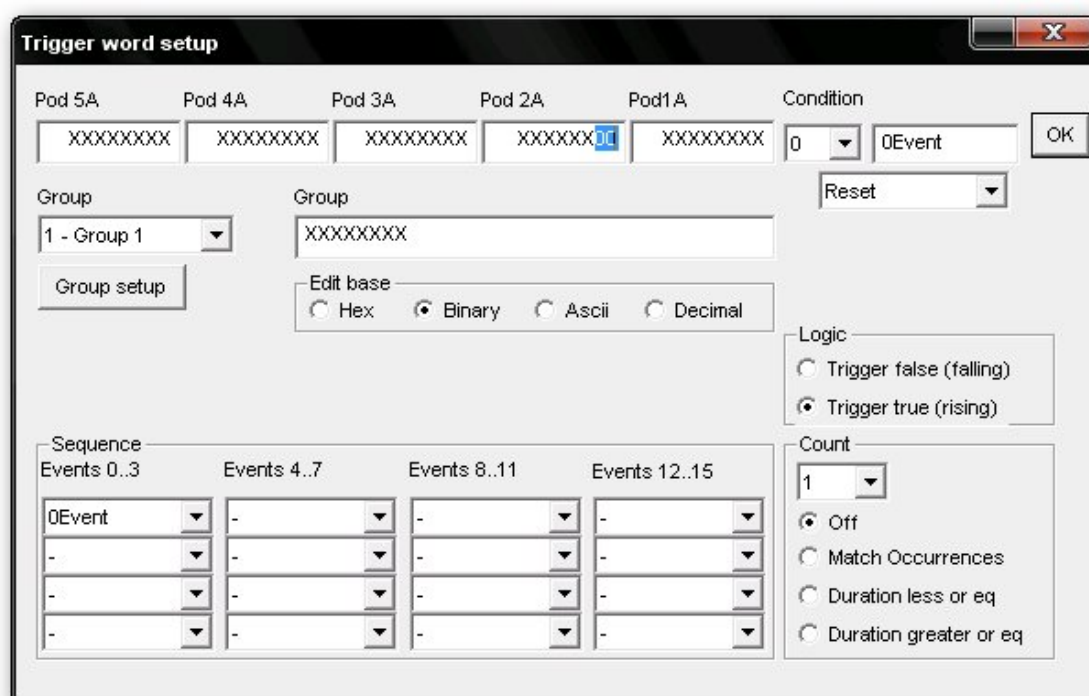 Trigger word setup
Pod 5A Pod 4A Pod 3A Pod 2A Pod1A Condition
XXXXXXXX XXXXXXXX XXXXXXXX XXXXXX00 XXXXXXXX 0 0Event OK
Reset
Group Group
1 - Group 1 XXXXXXXX
Group setup
Edit base
Hex Binary Ascii Decimal
Logic
Trigger false (falling)
Trigger true (rising)
Sequence
Events 0..3 Events 4..7 Events 8..11 Events 12..15
0Event - - -
- - - -
- - - -
- - - -
Count
1
Off
Match Occurrences
Duration less or eq
Duration greater or eq